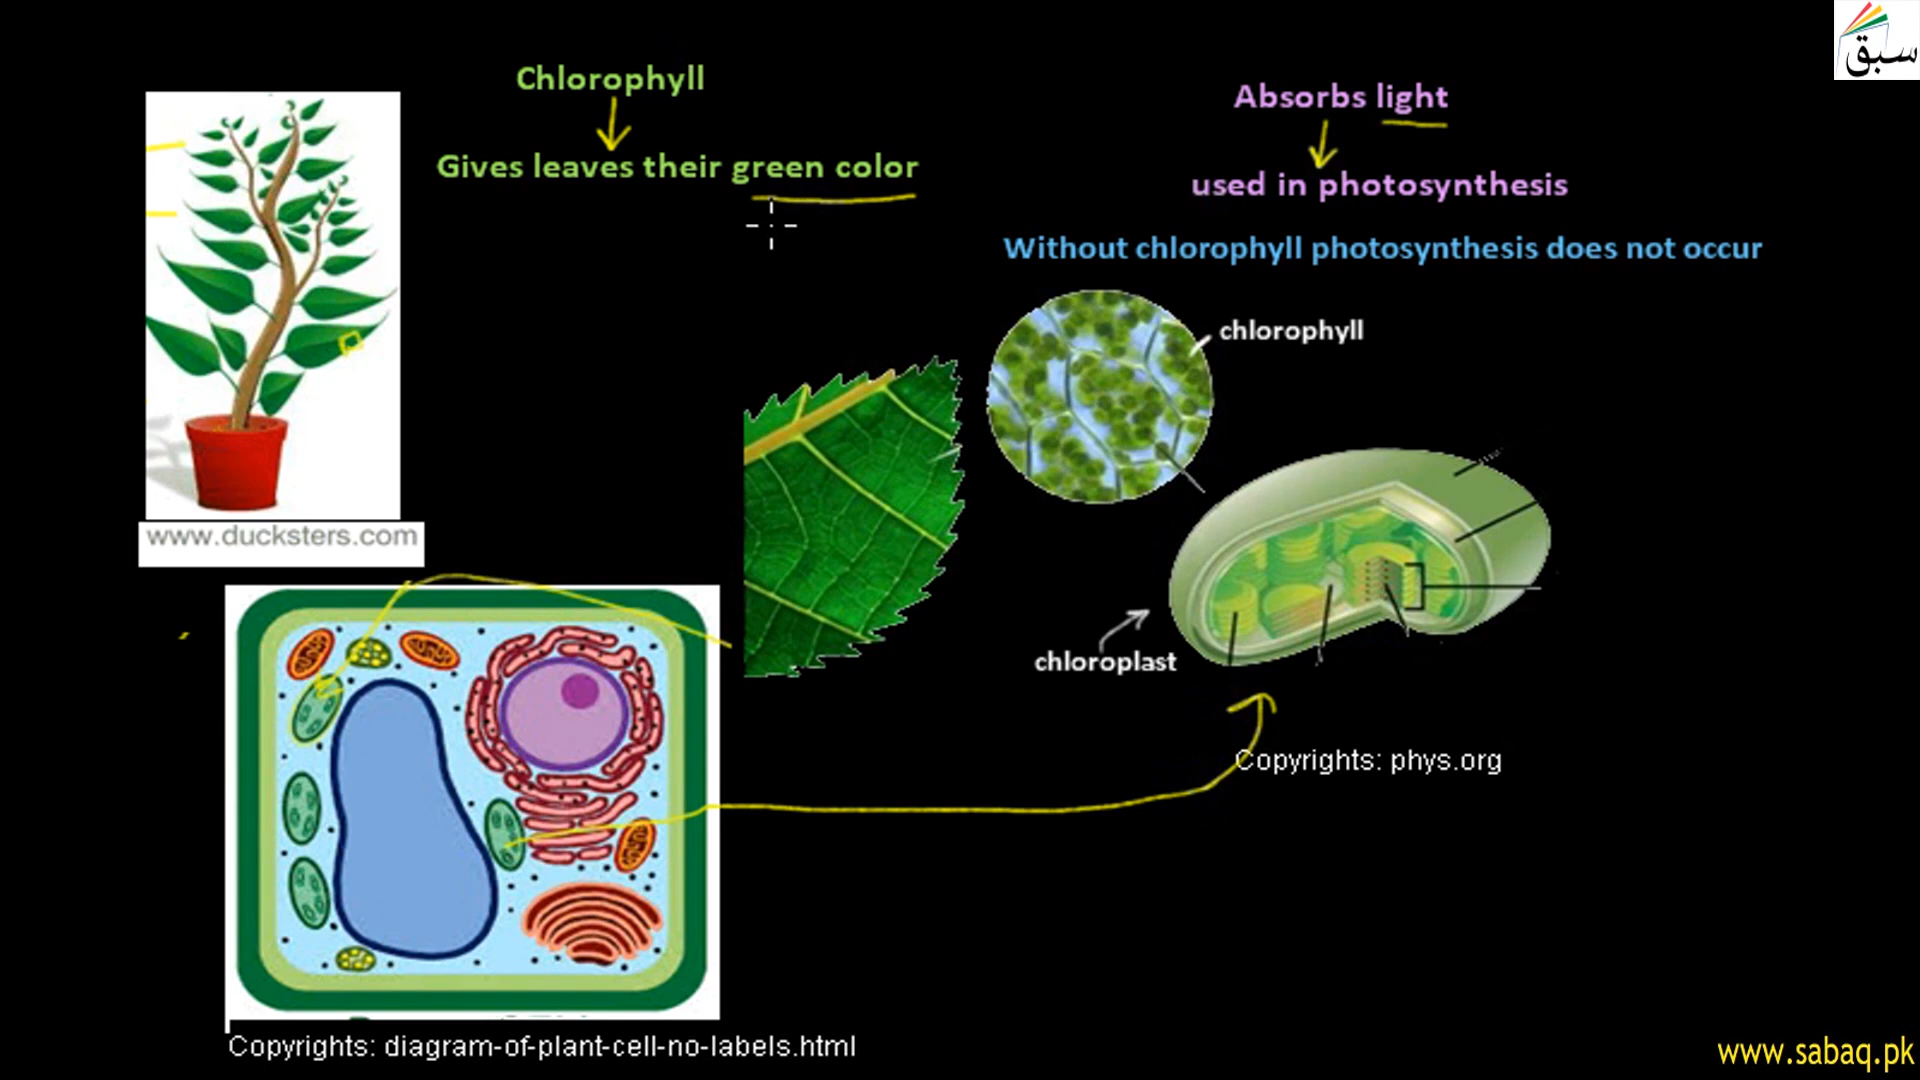 سبق
Chlorophyll
Gives leaves their green color
Absorbs light
used in photosynthesis
Without chlorophyll photosynthesis does not occur
chlorophyll
www.ducksters.com
chloroplast
Copyrights: phys.org
Copyrights: diagram-of-plant-cell-no-labels.html
www.sabaq.pk